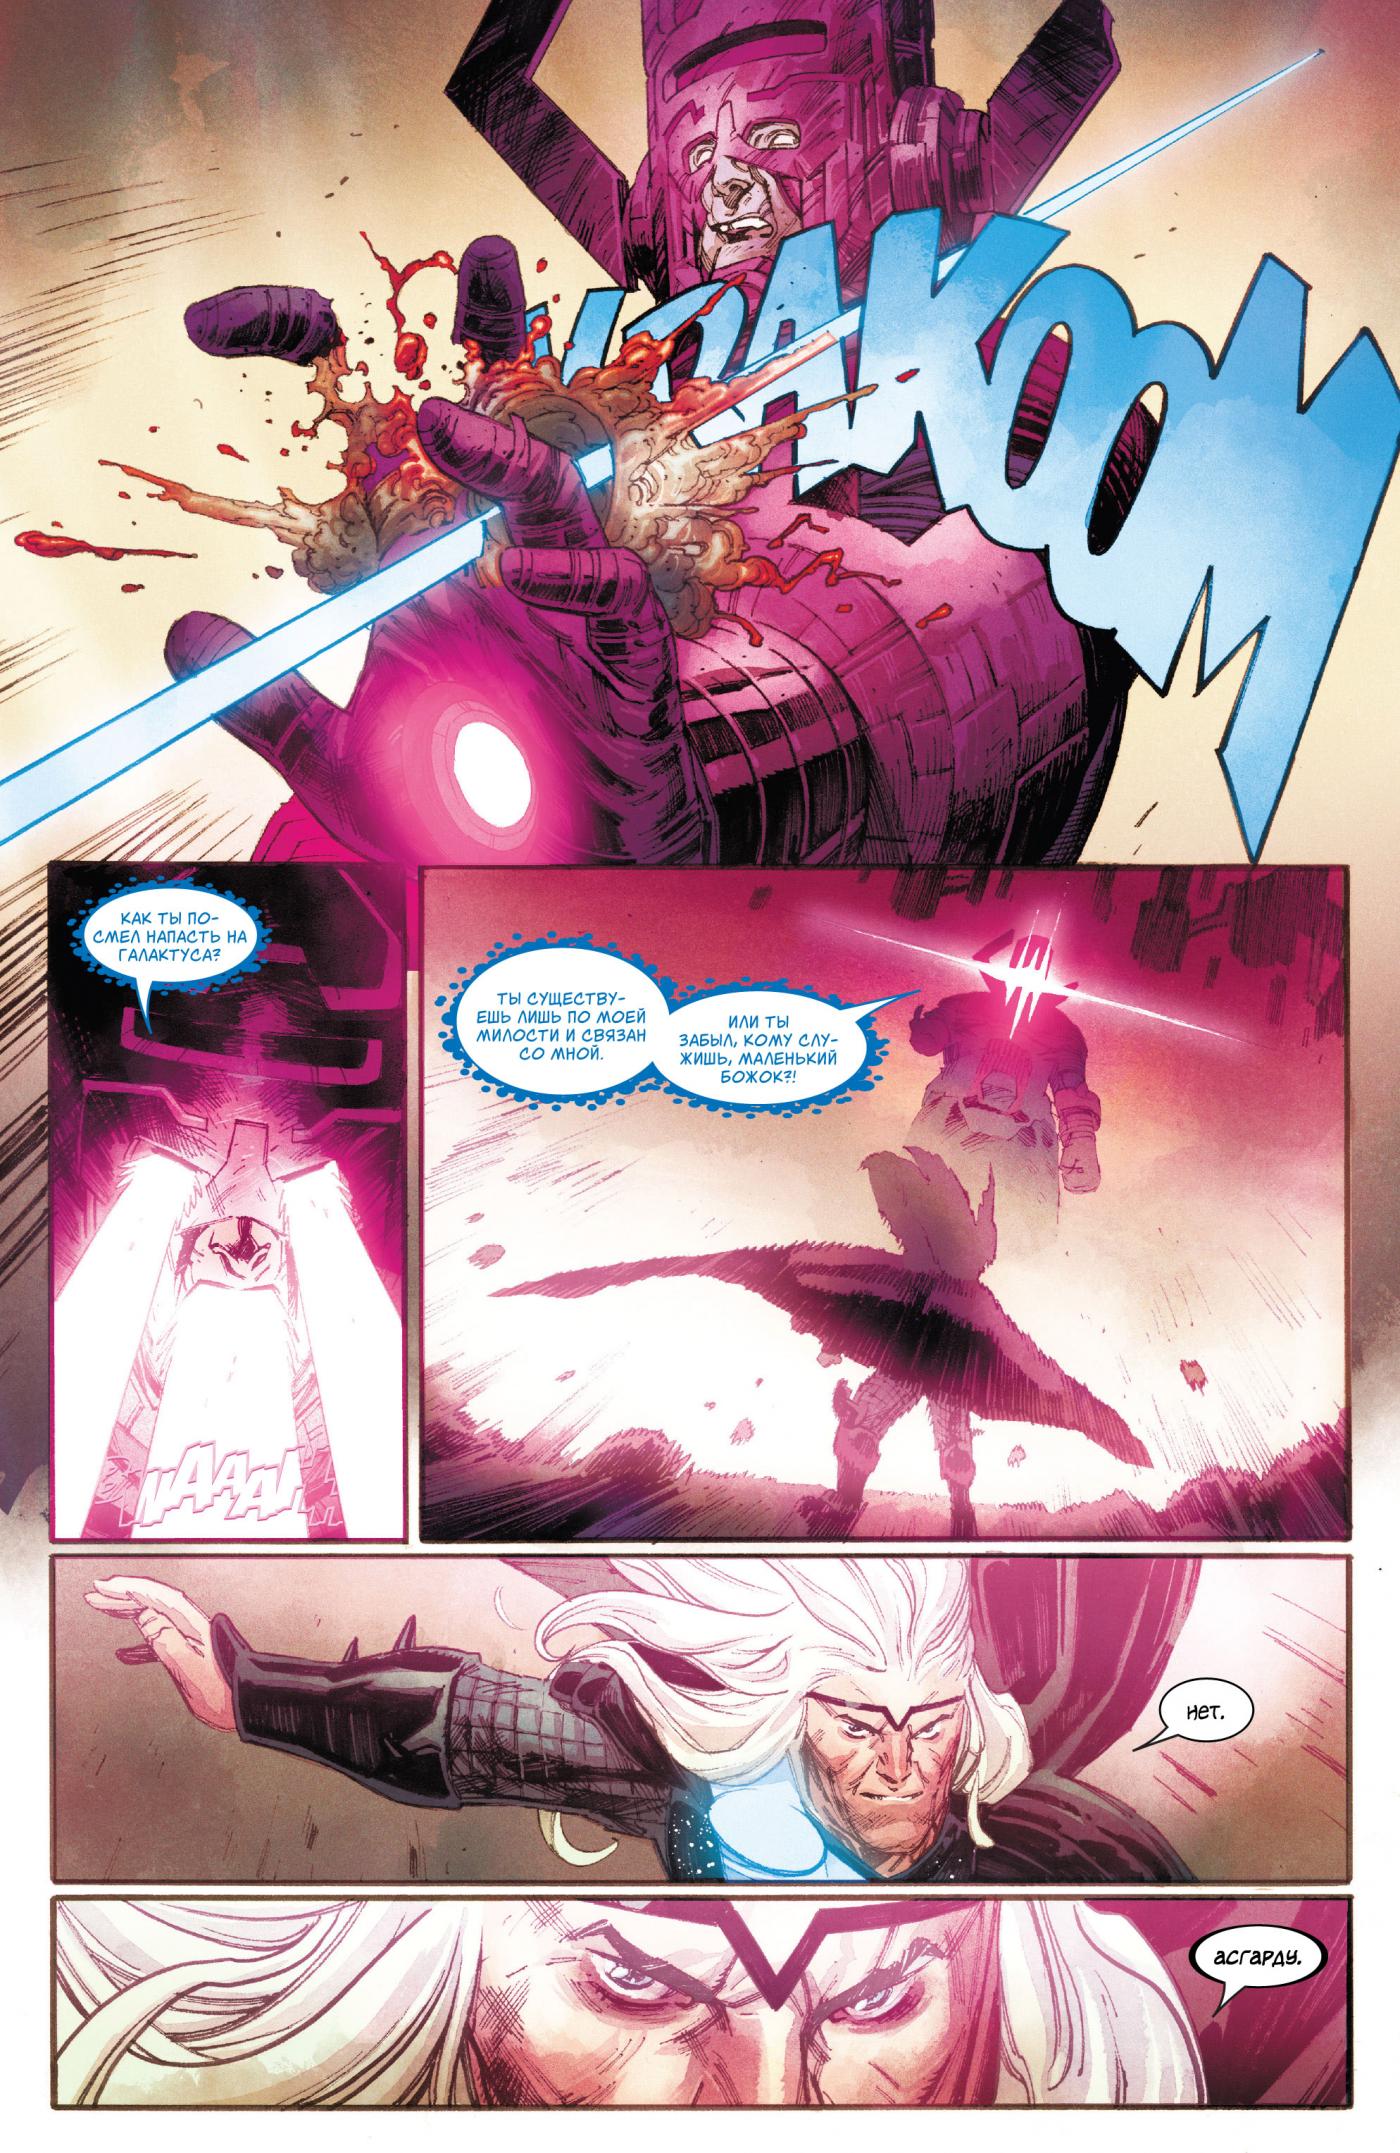 KRAKOOM
КАК ТЫ ПО-
СМЕЛ НАПАСТЬ НА
ГАЛАКТУСА?
ТЫ СУЩЕСТВУ-
ЕШЬ ЛИШЬ ПО МОЕЙ
МИЛОСТИ И СВЯЗАН
СО МНОЙ.
ИЛИ ТЫ
ЗАБЫЛ, КОМУ СЛУ-
ЖИШЬ, МАЛЕНЬКИЙ
БОЖОК?!
НЕТ.
АСГАРДУ.